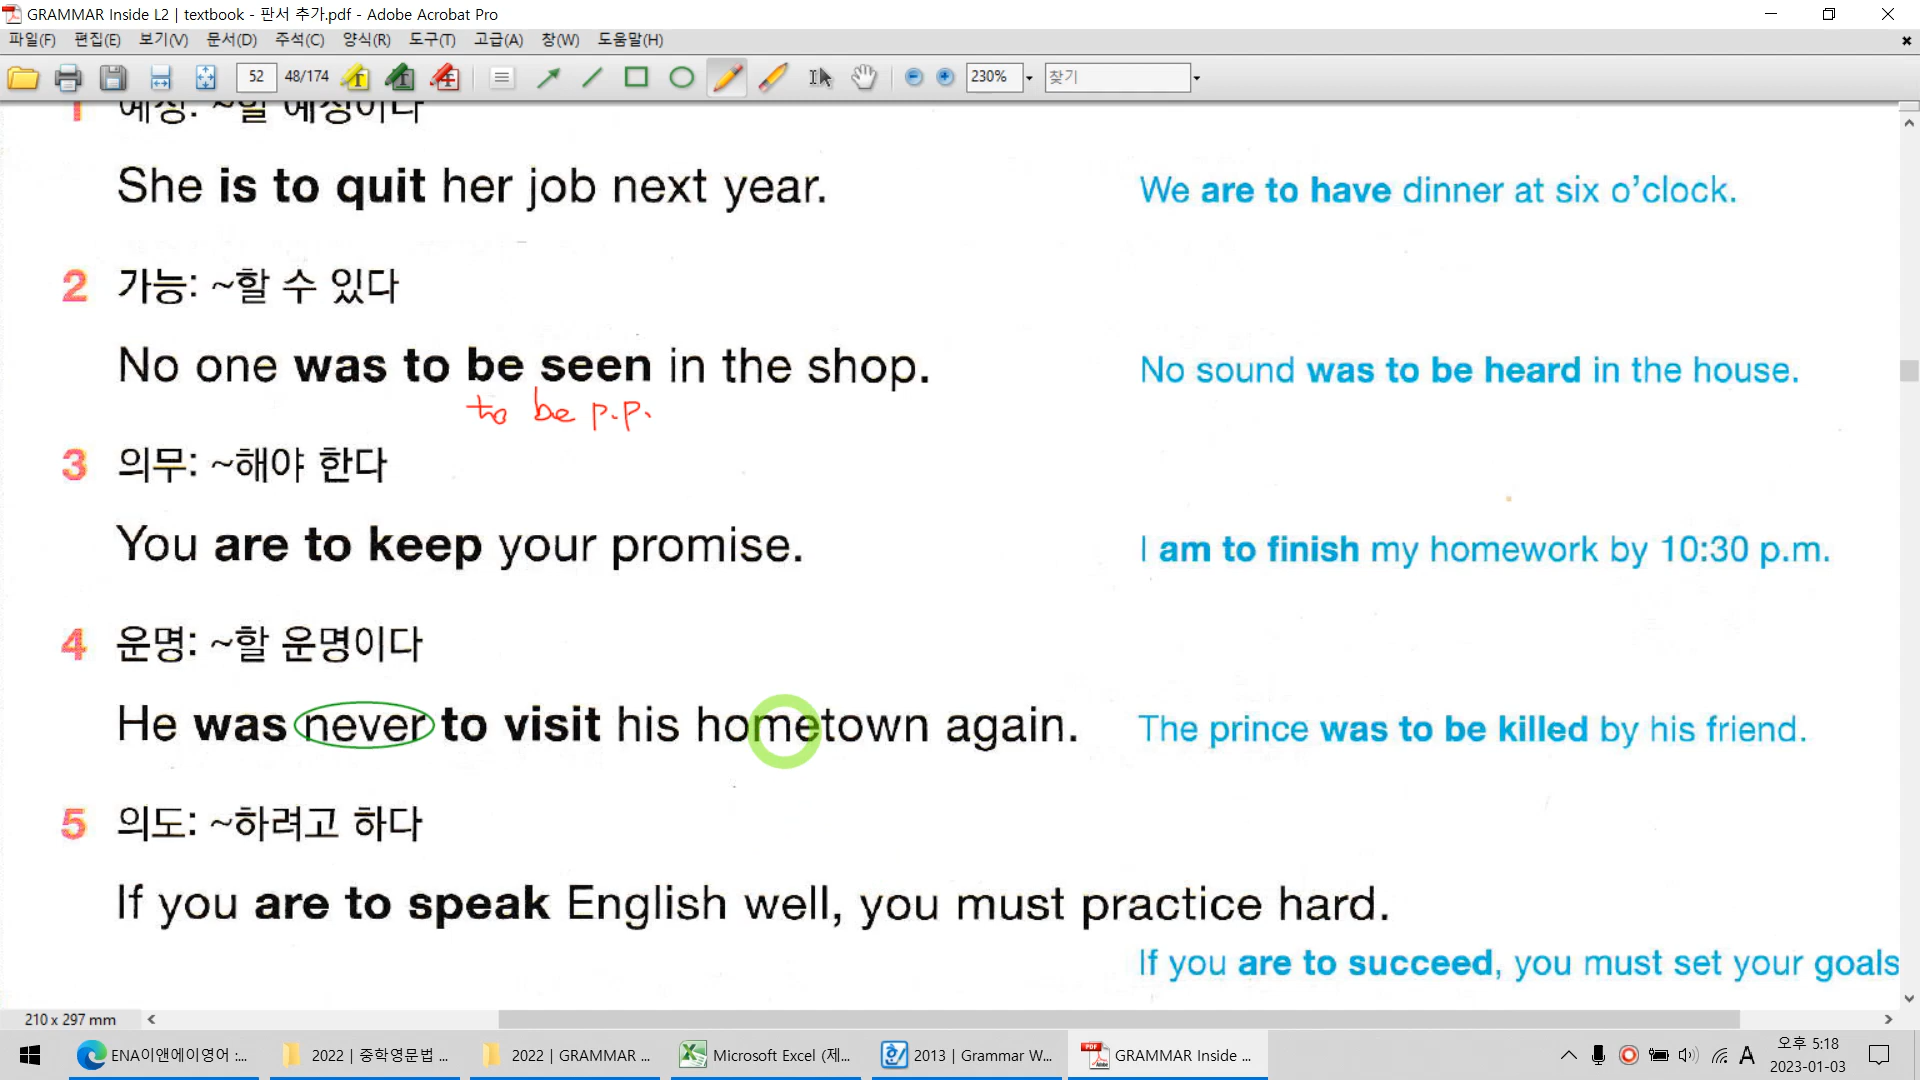 GRAMMAR Inside L2 | textbook - 판서 추가.pdf - Adobe Acrobat Pro
파일(F) 편집(E) 보기(V) 문서(D) 주석(C) 양식(R) 도구(T) 고급(A) 창(W) 도움말(H)
52 48/174 230% 찾기
1 예정: ~할 예정이다
She is to quit her job next year.
We are to have dinner at six o’clock.
2 가능: ~할 수 있다
No one was to be seen in the shop.
No sound was to be heard in the house.
to be p.p.
3 의무: ~해야 한다
You are to keep your promise.
I am to finish my homework by 10:30 p.m.
4 운명: ~할 운명이다
He was never to visit his hometown again.
The prince was to be killed by his friend.
5 의도: ~하려고 하다
If you are to speak English well, you must practice hard.
If you are to succeed, you must set your goals
210 x 297 mm
ENA이앤에이영어 :... 2022 | 중학영문법 ... 2022 | GRAMMAR ... Microsoft Excel (제... 2013 | Grammar W... GRAMMAR Inside ... A 오후 5:18
2023-01-03